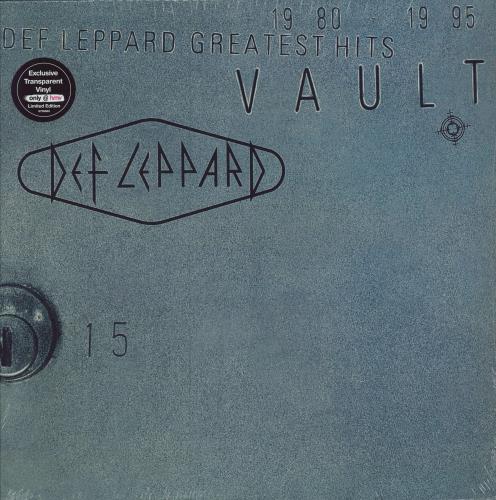 19 80 19 95
DEF LEPPARD GREATEST HITS
VAULT
Exclusive
Transparent
Vinyl
only @ hmv
Limited Edition
DEF LEPPARD
15